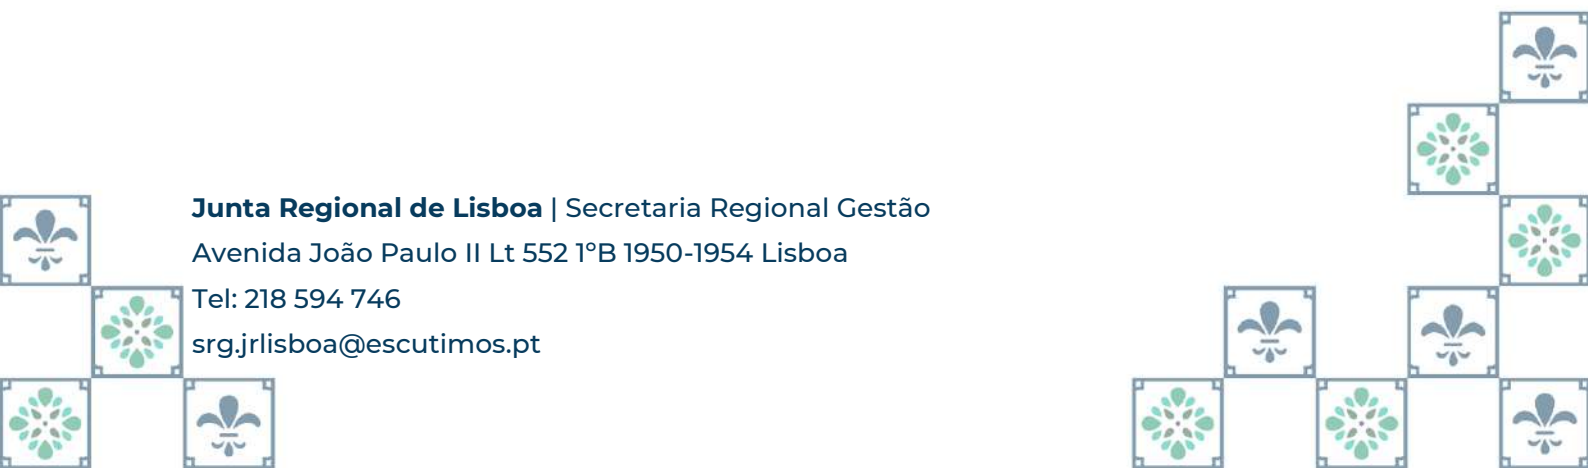 Junta Regional de Lisboa | Secretaria Regional Gestão
Avenida João Paulo II Lt 552 1ºB 1950-1954 Lisboa
Tel: 218 594 746
srg.jrlisboa@escutimos.pt